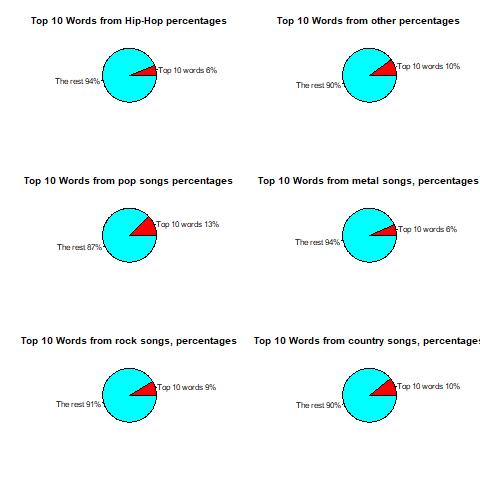 Top 10 Words from Hip-Hop percentages
Top 10 words 6%
The rest 94%
Top 10 Words from other percentages
Top 10 words 10%
The rest 90%
Top 10 Words from pop songs percentages
Top 10 words 13%
The rest 87%
Top 10 Words from metal songs, percentages
Top 10 words 6%
The rest 94%
Top 10 Words from rock songs, percentages
Top 10 words 9%
The rest 91%
Top 10 Words from country songs, percentages
Top 10 words 10%
The rest 90%